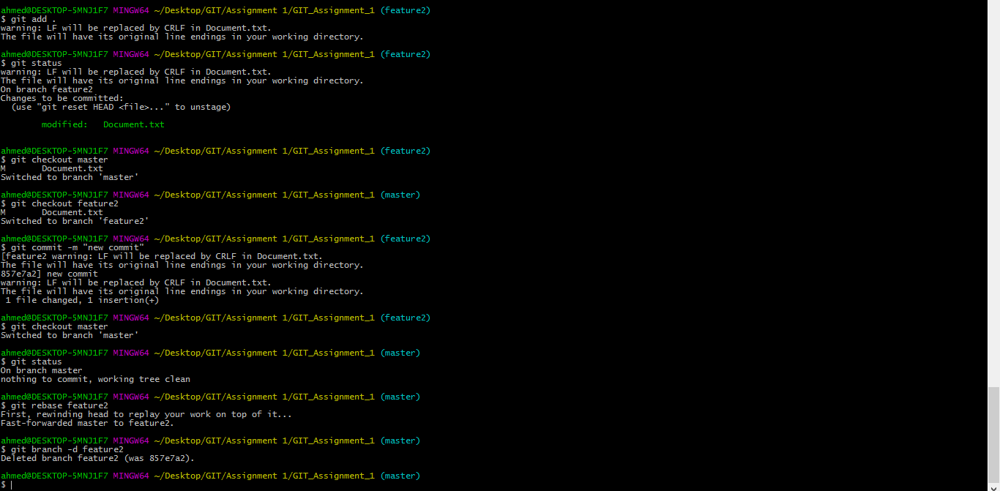 ahmed@DESKTOP-5MNJ1F7 MINGW64 ~/Desktop/GIT/Assignment 1/GIT_Assignment_1 (feature2)
$ git add .
warning: LF will be replaced by CRLF in Document.txt.
The file will have its original line endings in your working directory.
ahmed@DESKTOP-5MNJ1F7 MINGW64 ~/Desktop/GIT/Assignment 1/GIT_Assignment_1 (feature2)
$ git status
warning: LF will be replaced by CRLF in Document.txt.
The file will have its original line endings in your working directory.
On branch feature2
Changes to be committed:
  (use "git reset HEAD <file>..." to unstage)
        modified:   Document.txt
ahmed@DESKTOP-5MNJ1F7 MINGW64 ~/Desktop/GIT/Assignment 1/GIT_Assignment_1 (feature2)
$ git checkout master
M       Document.txt
Switched to branch 'master'
ahmed@DESKTOP-5MNJ1F7 MINGW64 ~/Desktop/GIT/Assignment 1/GIT_Assignment_1 (master)
$ git checkout feature2
M       Document.txt
Switched to branch 'feature2'
ahmed@DESKTOP-5MNJ1F7 MINGW64 ~/Desktop/GIT/Assignment 1/GIT_Assignment_1 (feature2)
$ git commit -m "new commit"
[feature2 warning: LF will be replaced by CRLF in Document.txt.
The file will have its original line endings in your working directory.
857e7a2] new commit
warning: LF will be replaced by CRLF in Document.txt.
The file will have its original line endings in your working directory.
 1 file changed, 1 insertion(+)
ahmed@DESKTOP-5MNJ1F7 MINGW64 ~/Desktop/GIT/Assignment 1/GIT_Assignment_1 (feature2)
$ git checkout master
Switched to branch 'master'
ahmed@DESKTOP-5MNJ1F7 MINGW64 ~/Desktop/GIT/Assignment 1/GIT_Assignment_1 (master)
$ git status
On branch master
nothing to commit, working tree clean
ahmed@DESKTOP-5MNJ1F7 MINGW64 ~/Desktop/GIT/Assignment 1/GIT_Assignment_1 (master)
$ git rebase feature2
First, rewinding head to replay your work on top of it...
Fast-forwarded master to feature2.
ahmed@DESKTOP-5MNJ1F7 MINGW64 ~/Desktop/GIT/Assignment 1/GIT_Assignment_1 (master)
$ git branch -d feature2
Deleted branch feature2 (was 857e7a2).
ahmed@DESKTOP-5MNJ1F7 MINGW64 ~/Desktop/GIT/Assignment 1/GIT_Assignment_1 (master)
$